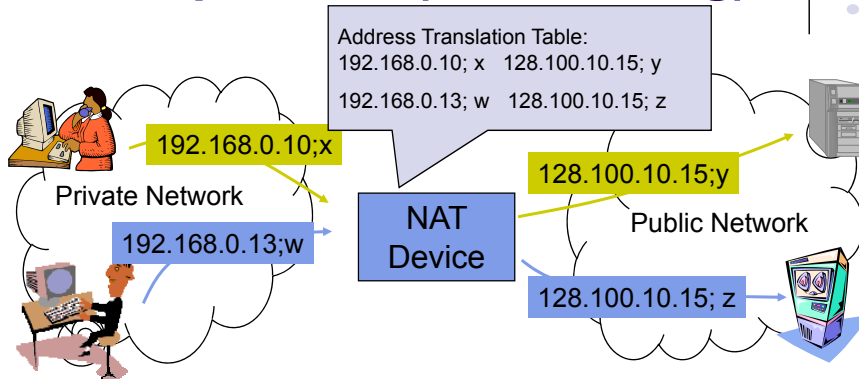 Address Translation Table:
192.168.0.10; x 128.100.10.15; y
192.168.0.13; w 128.100.10.15; z
192.168.0.10;x
128.100.10.15;y
Private Network
NAT
Device
Public Network
192.168.0.13;w
128.100.10.15; z